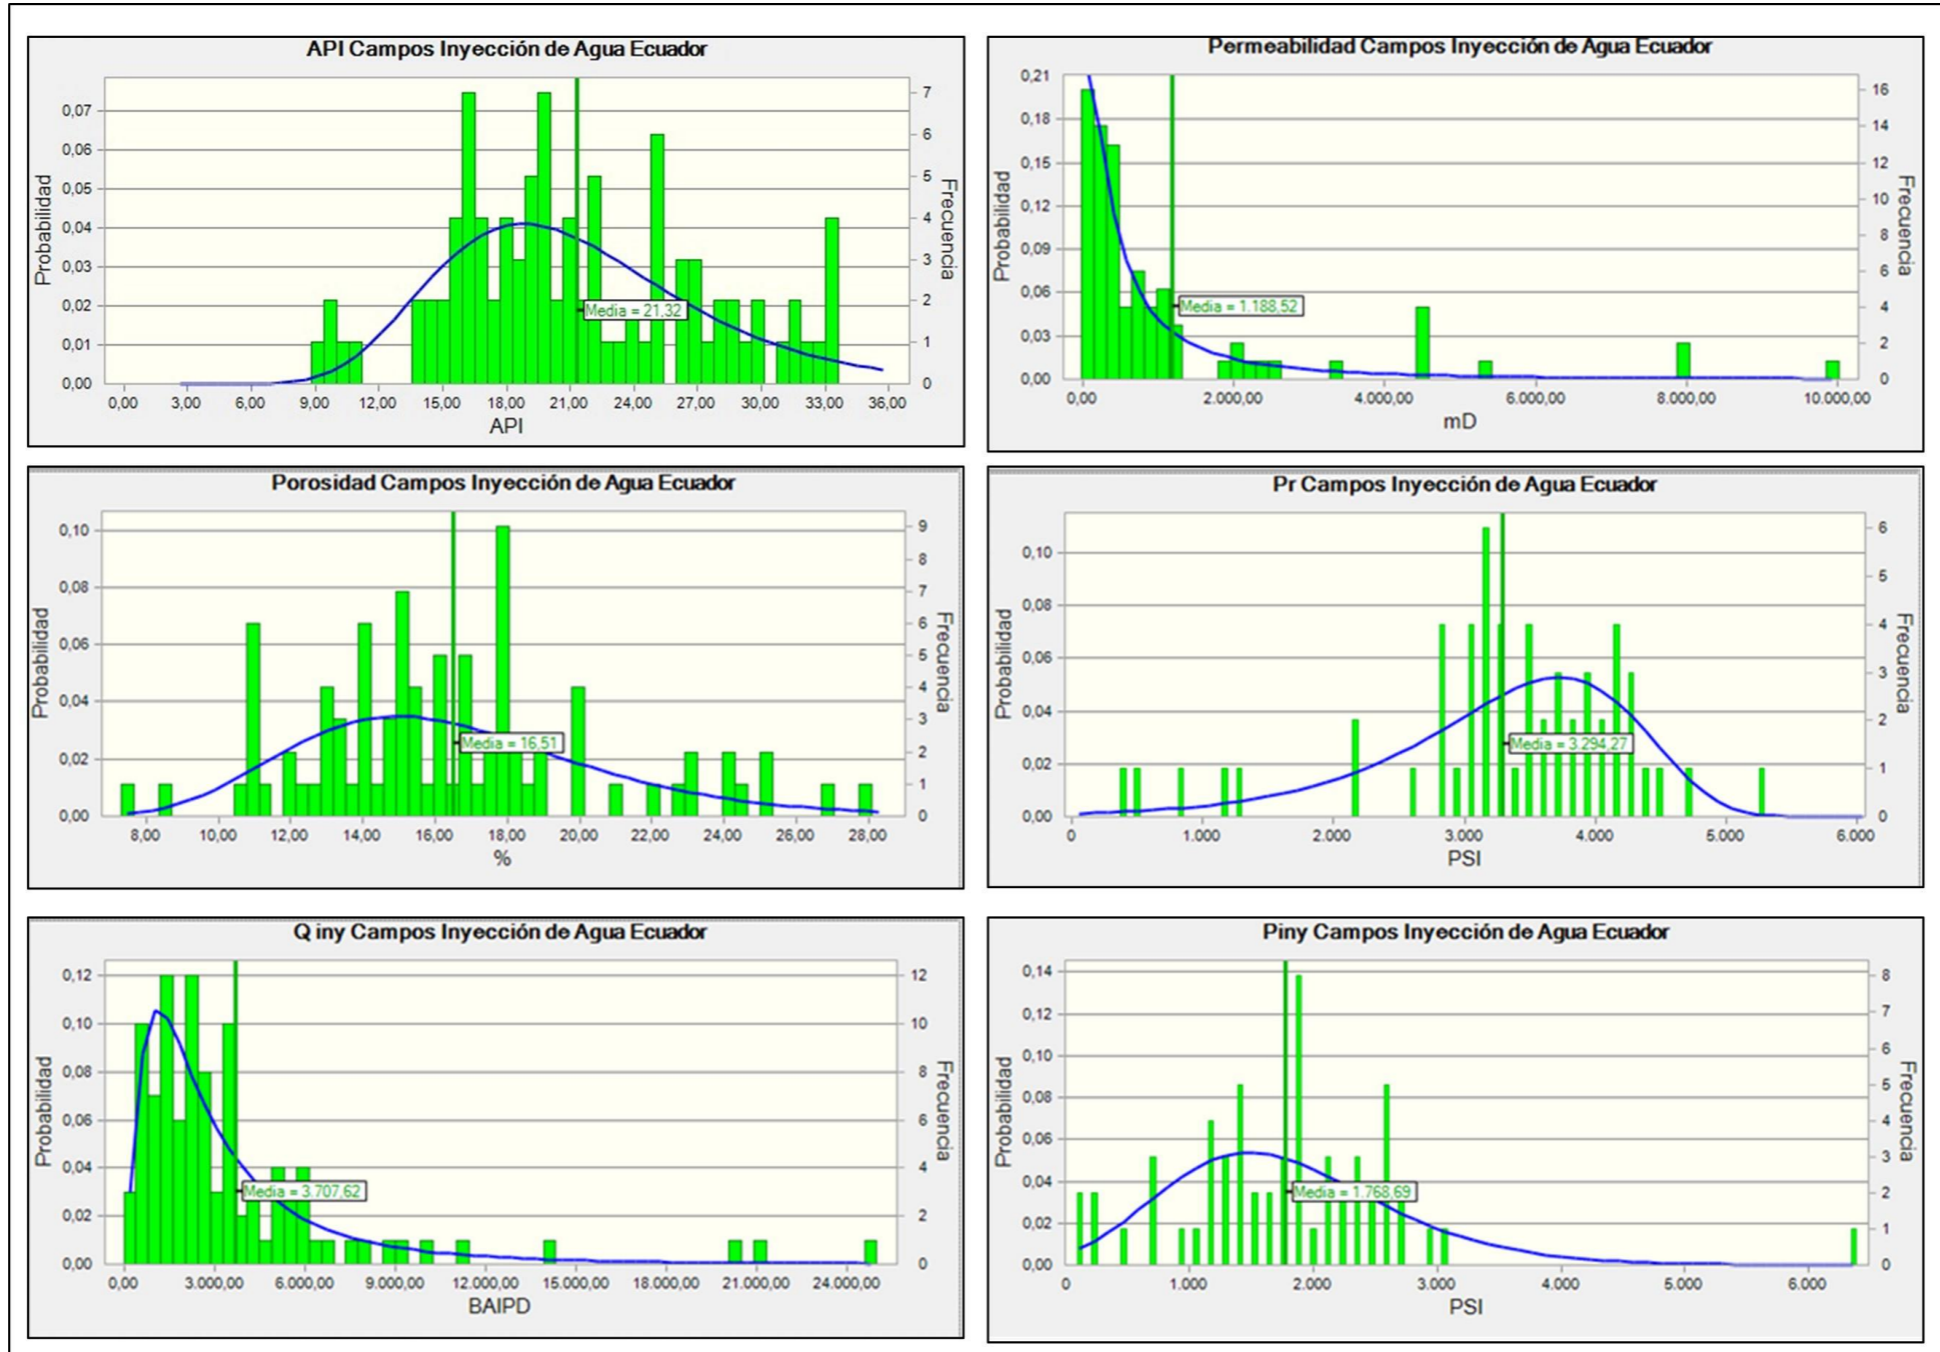 API Campos Inyección de Agua Ecuador
0,07
0,06
0,05
0,04
0,03
0,02
0,01
0,00
Probabilidad
7
6
5
4
3
2
1
0
Frecuencia
Media = 21,32
0,00 3,00 6,00 9,00 12,00 15,00 18,00 21,00 24,00 27,00 30,00 33,00 36,00
API
Permeabilidad Campos Inyección de Agua Ecuador
0,21
0,18
0,15
0,12
0,09
0,06
0,03
0,00
Probabilidad
16
14
12
10
8
6
4
2
0
Frecuencia
Media = 1.188,52
0,00 2.000,00 4.000,00 6.000,00 8.000,00 10.000,00
mD
Porosidad Campos Inyección de Agua Ecuador
0,10
0,08
0,06
0,04
0,02
0,00
Probabilidad
9
8
7
6
5
4
3
2
1
0
Frecuencia
Media = 16,51
8,00 10,00 12,00 14,00 16,00 18,00 20,00 22,00 24,00 26,00 28,00
%
Pr Campos Inyección de Agua Ecuador
0,10
0,08
0,06
0,04
0,02
0,00
Probabilidad
6
5
4
3
2
1
0
Frecuencia
Media = 3.294,27
0 1.000 2.000 3.000 4.000 5.000 6.000
PSI
Q iny Campos Inyección de Agua Ecuador
0,12
0,10
0,08
0,06
0,04
0,02
0,00
Probabilidad
12
10
8
6
4
2
0
Frecuencia
Media = 3.707,62
0,00 3.000,00 6.000,00 9.000,00 12.000,00 15.000,00 18.000,00 21.000,00 24.000,00
BAIPD
Piny Campos Inyección de Agua Ecuador
0,14
0,12
0,10
0,08
0,06
0,04
0,02
0,00
Probabilidad
8
7
6
5
4
3
2
1
0
Frecuencia
Media = 1.768,69
0 1.000 2.000 3.000 4.000 5.000 6.000
PSI